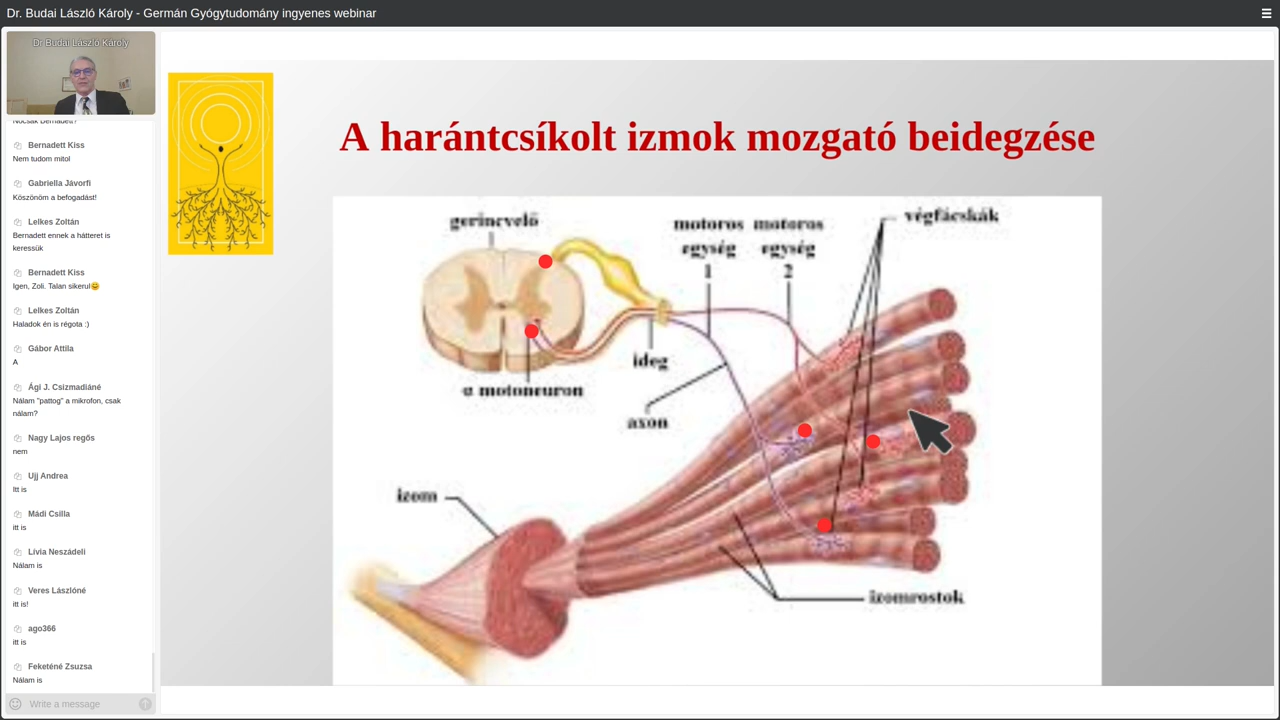 Dr. Budai László Károly - Germán Gyógytudomány ingyenes webinar
Dr Budai László Károly
Nocsak Bernadett?
Bernadett Kiss
Nem tudom mitol
Gabriella Jávorfi
Köszönöm a befogadást!
Lelkes Zoltán
Bernadett ennek a hátteret is
keressük
Bernadett Kiss
Igen, Zoli. Talan sikerul😄
Lelkes Zoltán
Haladok én is régota :)
Gábor Attila
A
Ági J. Csizmadiáné
Nálam "pattog" a mikrofon, csak
nálam?
Nagy Lajos regős
nem
Ujj Andrea
Itt is
Mádi Csilla
itt is
Lívia Neszádeli
Nálam is
Veres Lászlóné
itt is!
ago366
itt is
Feketéné Zsuzsa
Nálam is
Write a message
A harántcsíkolt izmok mozgató beidegzése
gerincvelő
motoros egység 1
motoros egység 2
végfácskák
ideg
α motoneuron
axon
izom
izomrostok